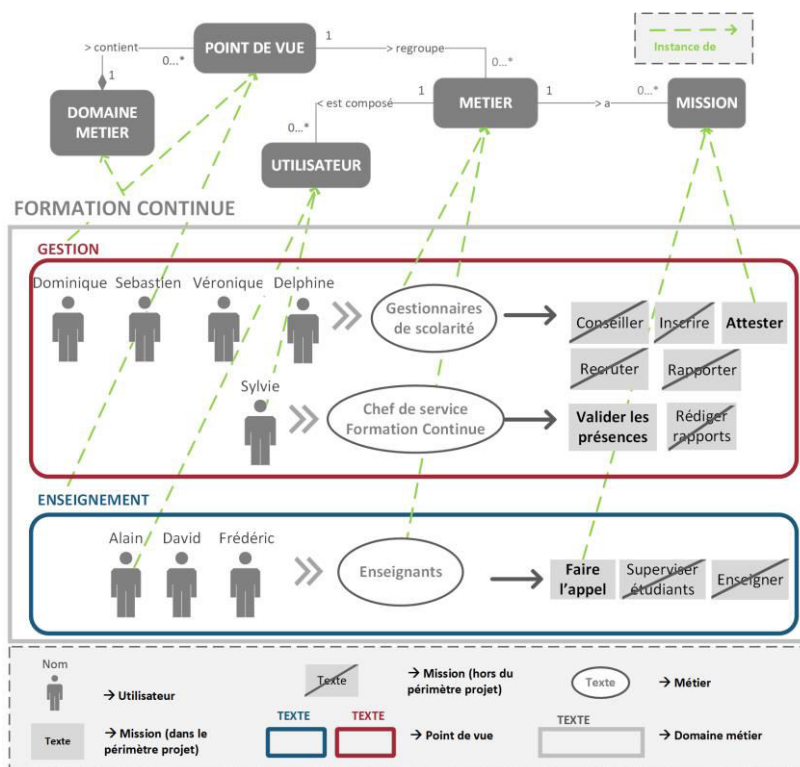 > contient
POINT DE VUE
1
> regroupe
0...*
1
0...*
Instance de
DOMAINE
METIER
0...*
< est composé
1
METIER
1
> a
0...*
MISSION
UTILISATEUR
FORMATION CONTINUE
GESTION
Dominique
Sebastien
Véronique
Delphine
Gestionnaires
de scolarité
Conseiller
Inscrire
Attester
Recruter
Rapporter
Sylvie
Chef de service
Formation Continue
Valider les
présences
Rédiger
rapports
ENSEIGNEMENT
Alain
David
Frédéric
Enseignants
Faire
l'appel
Superviser
étudiants
Enseigner
Nom
→ Utilisateur
Texte
→ Mission (hors du
périmètre projet)
Texte
→ Métier
Texte
→ Mission (dans le
périmètre projet)
TEXTE
TEXTE
→ Point de vue
TEXTE
→ Domaine métier